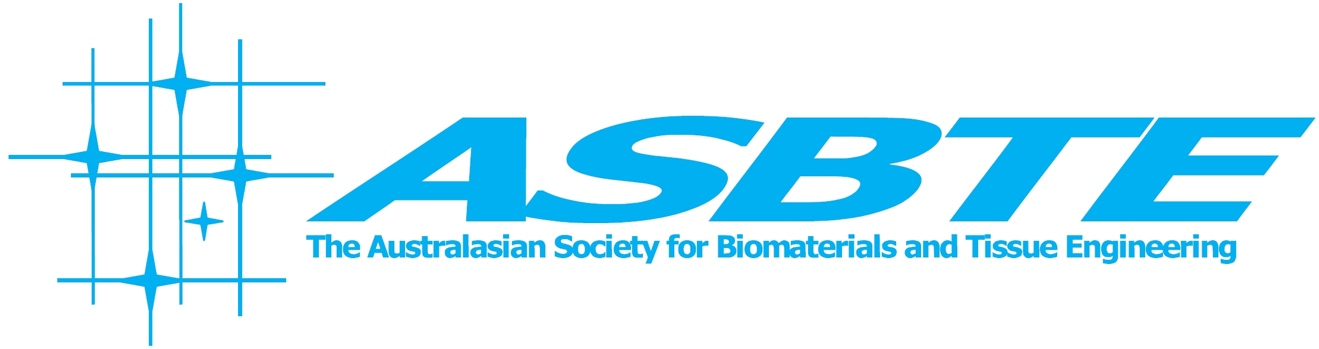 ASBTE
The Australasian Society for Biomaterials and Tissue Engineering